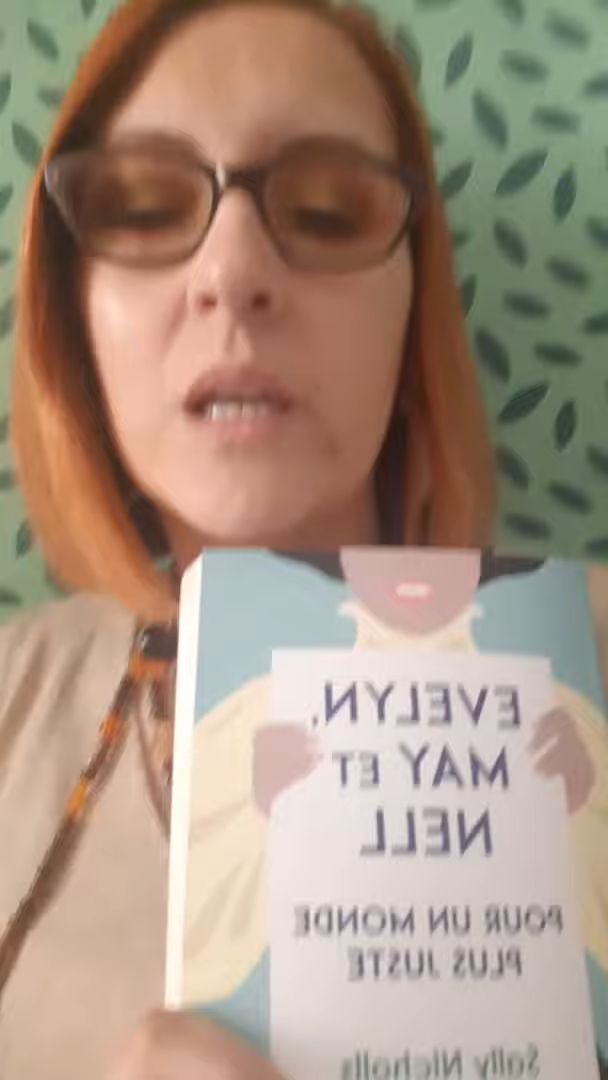 EVELYN,
MAY ET
NELL
POUR UN MONDE
PLUS JUSTE
Sally Nicholls